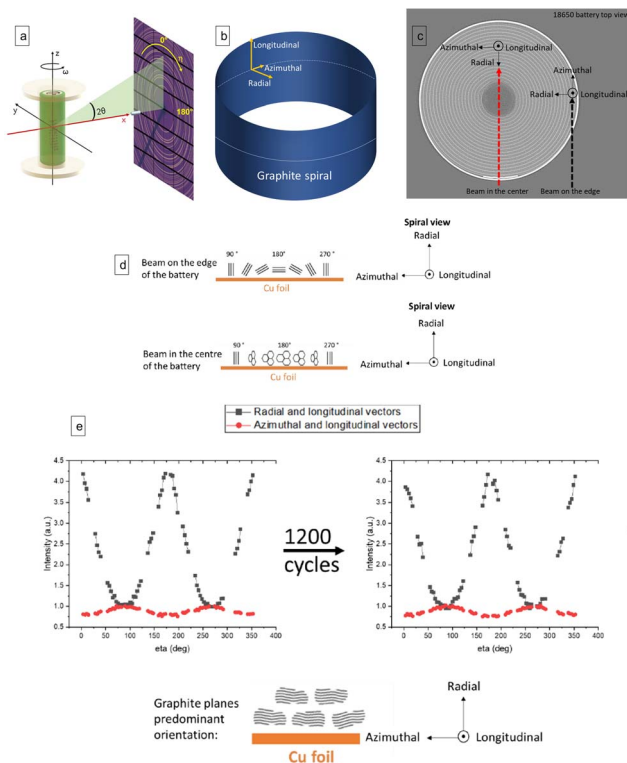 a
z
ω
y
2θ
x
0°
η
180°
b
Longitudinal
Azimuthal
Radial
Graphite spiral
c
18650 battery top view
Azimuthal
Longitudinal
Radial
Azimuthal
Radial
Longitudinal
Beam in the center
Beam on the edge
d
Beam on the edge
of the battery
90 °
180°
270 °
Cu foil
Spiral view
Radial
Azimuthal
Longitudinal
Beam in the centre
of the battery
90 °
180°
270 °
Cu foil
Spiral view
Radial
Azimuthal
Longitudinal
e
Radial and longitudinal vectors
Azimuthal and longitudinal vectors
4.5
4.0
3.5
3.0
2.5
2.0
1.5
1.0
0.5
Intensity (a.u.)
0 50 100 150 200 250 300 350 400
eta (deg)
1200
cycles
4.5
4.0
3.5
3.0
2.5
2.0
1.5
1.0
0.5
Intensity (a.u.)
0 50 100 150 200 250 300 350 400
eta (deg)
Graphite planes
predominant
orientation:
Cu foil
Radial
Azimuthal
Longitudinal